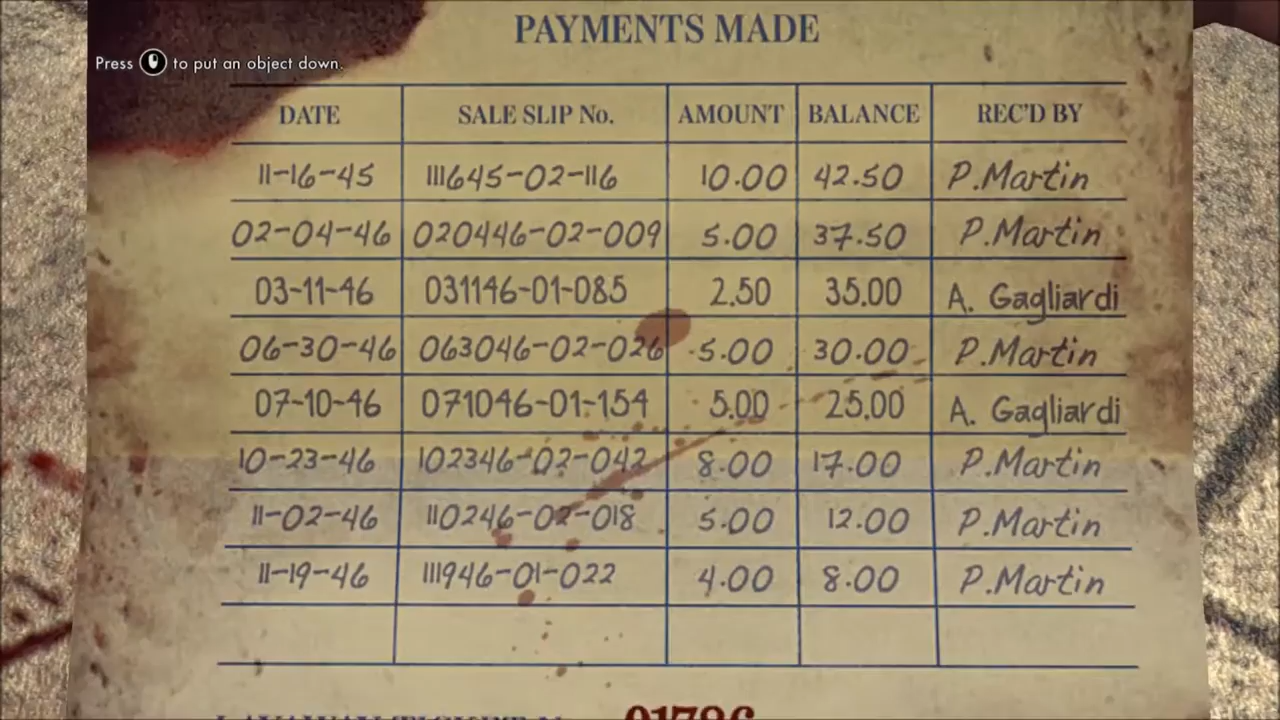 PAYMENTS MADE
Press to put an object down.
DATE SALE SLIP No. AMOUNT BALANCE REC'D BY
11-16-45 111645-02-116 10.00 42.50 P.Martin
02-04-46 020446-02-009 5.00 37.50 P.Martin
03-11-46 031146-01-085 2.50 35.00 A. Gagliardi
06-30-46 063046-02-026 5.00 30.00 P.Martin
07-10-46 071046-01-154 5.00 25.00 A. Gagliardi
10-23-46 102346-02-042 8.00 17.00 P.Martin
11-02-46 110246-02-018 5.00 12.00 P.Martin
11-19-46 111946-01-022 4.00 8.00 P.Martin